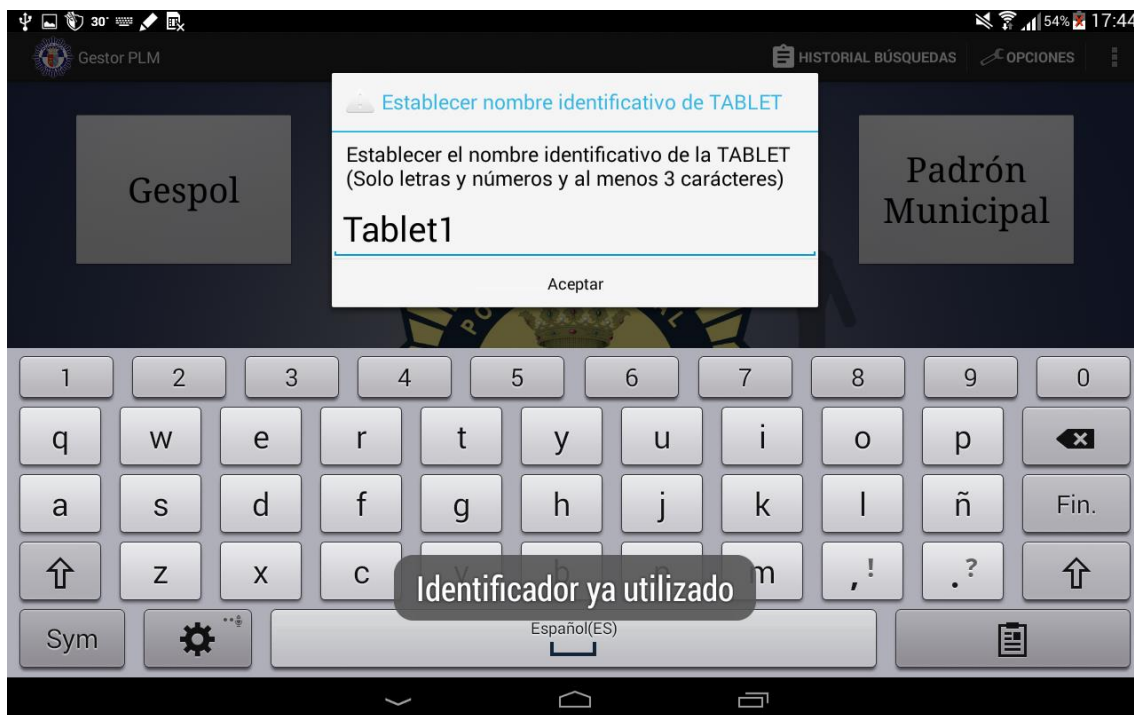 30° 54% 17:44
Gestor PLM HISTORIAL BÚSQUEDAS OPCIONES
Establecer nombre identificativo de TABLET
Establecer el nombre identificativo de la TABLET
(Solo letras y números y al menos 3 carácteres)
Tablet1
Aceptar
Gespol
Padrón
Municipal
1 2 3 4 5 6 7 8 9 0
q w e r t y u i o p
a s d f g h j k l ñ Fin.
z x c v b n m , ! . ?
Identificador ya utilizado
Sym Español(ES)